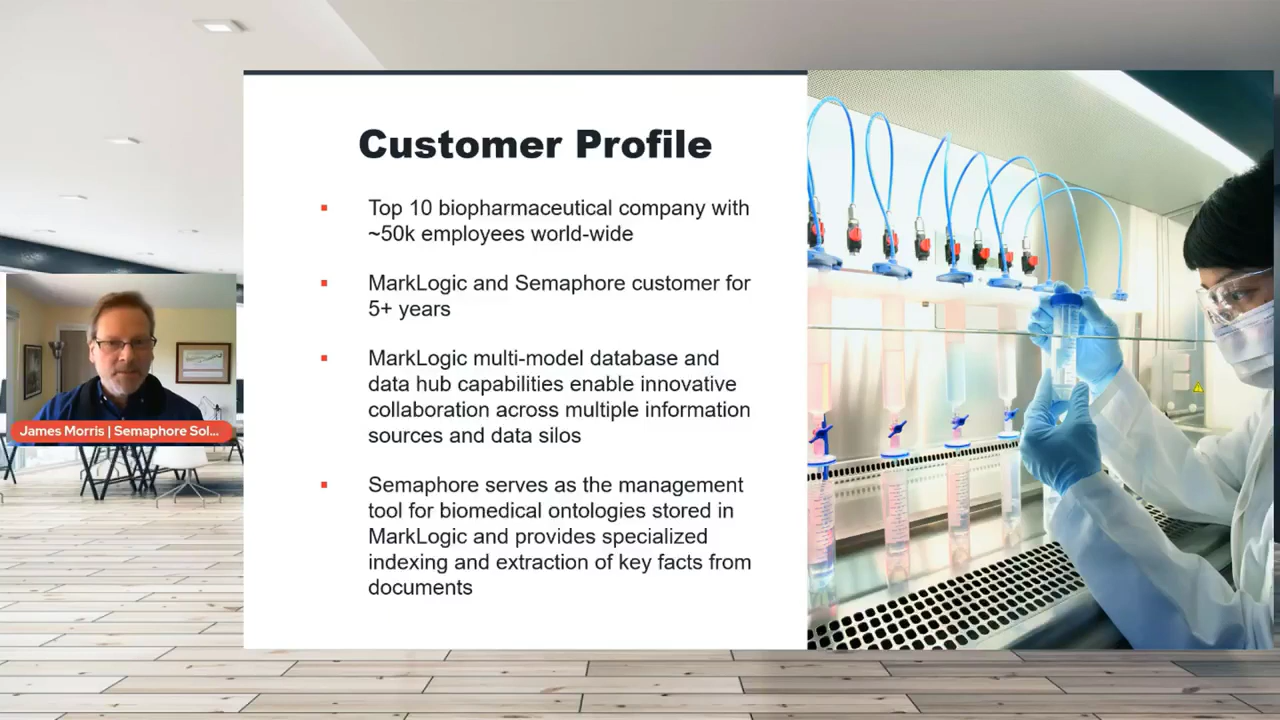 Customer Profile
Top 10 biopharmaceutical company with
~50k employees world-wide
MarkLogic and Semaphore customer for
5+ years
MarkLogic multi-model database and
data hub capabilities enable innovative
collaboration across multiple information
sources and data silos
Semaphore serves as the management
tool for biomedical ontologies stored in
MarkLogic and provides specialized
indexing and extraction of key facts from
documents
James Morris | Semaphore Sol...